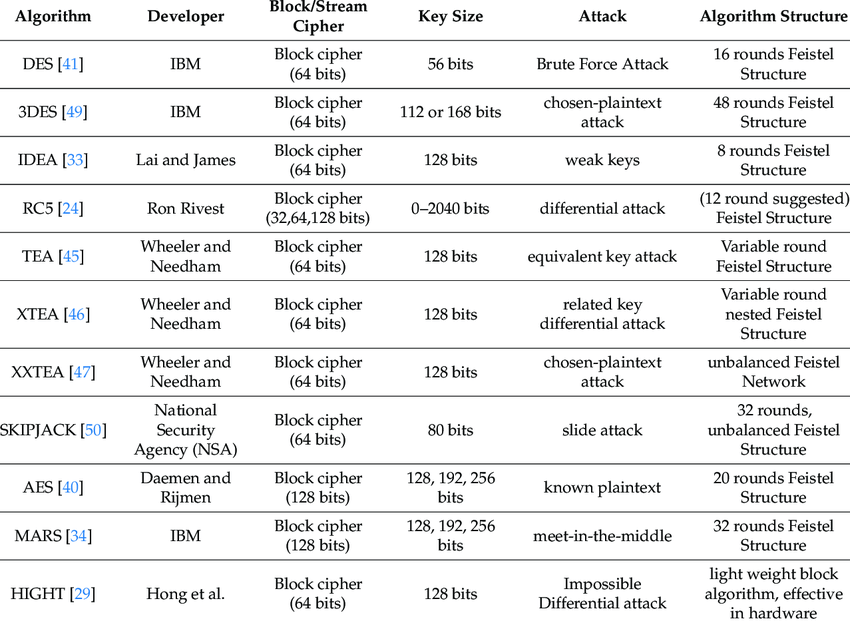 Algorithm Developer Block/Stream Cipher Key Size Attack Algorithm Structure
DES [41] IBM Block cipher (64 bits) 56 bits Brute Force Attack 16 rounds Feistel Structure
3DES [49] IBM Block cipher (64 bits) 112 or 168 bits chosen-plaintext attack 48 rounds Feistel Structure
IDEA [33] Lai and James Block cipher (64 bits) 128 bits weak keys 8 rounds Feistel Structure
RC5 [24] Ron Rivest Block cipher (32,64,128 bits) 0–2040 bits differential attack (12 round suggested) Feistel Structure
TEA [45] Wheeler and Needham Block cipher (64 bits) 128 bits equivalent key attack Variable round Feistel Structure
XTEA [46] Wheeler and Needham Block cipher (64 bits) 128 bits related key differential attack Variable round nested Feistel Structure
XXTEA [47] Wheeler and Needham Block cipher (64 bits) 128 bits chosen-plaintext attack unbalanced Feistel Network
SKIPJACK [50] National Security Agency (NSA) Block cipher (64 bits) 80 bits slide attack 32 rounds, unbalanced Feistel Structure
AES [40] Daemen and Rijmen Block cipher (128 bits) 128, 192, 256 bits known plaintext 20 rounds Feistel Structure
MARS [34] IBM Block cipher (128 bits) 128, 192, 256 bits meet-in-the-middle 32 rounds Feistel Structure
HIGHT [29] Hong et al. Block cipher (64 bits) 128 bits Impossible Differential attack light weight block algorithm, effective in hardware